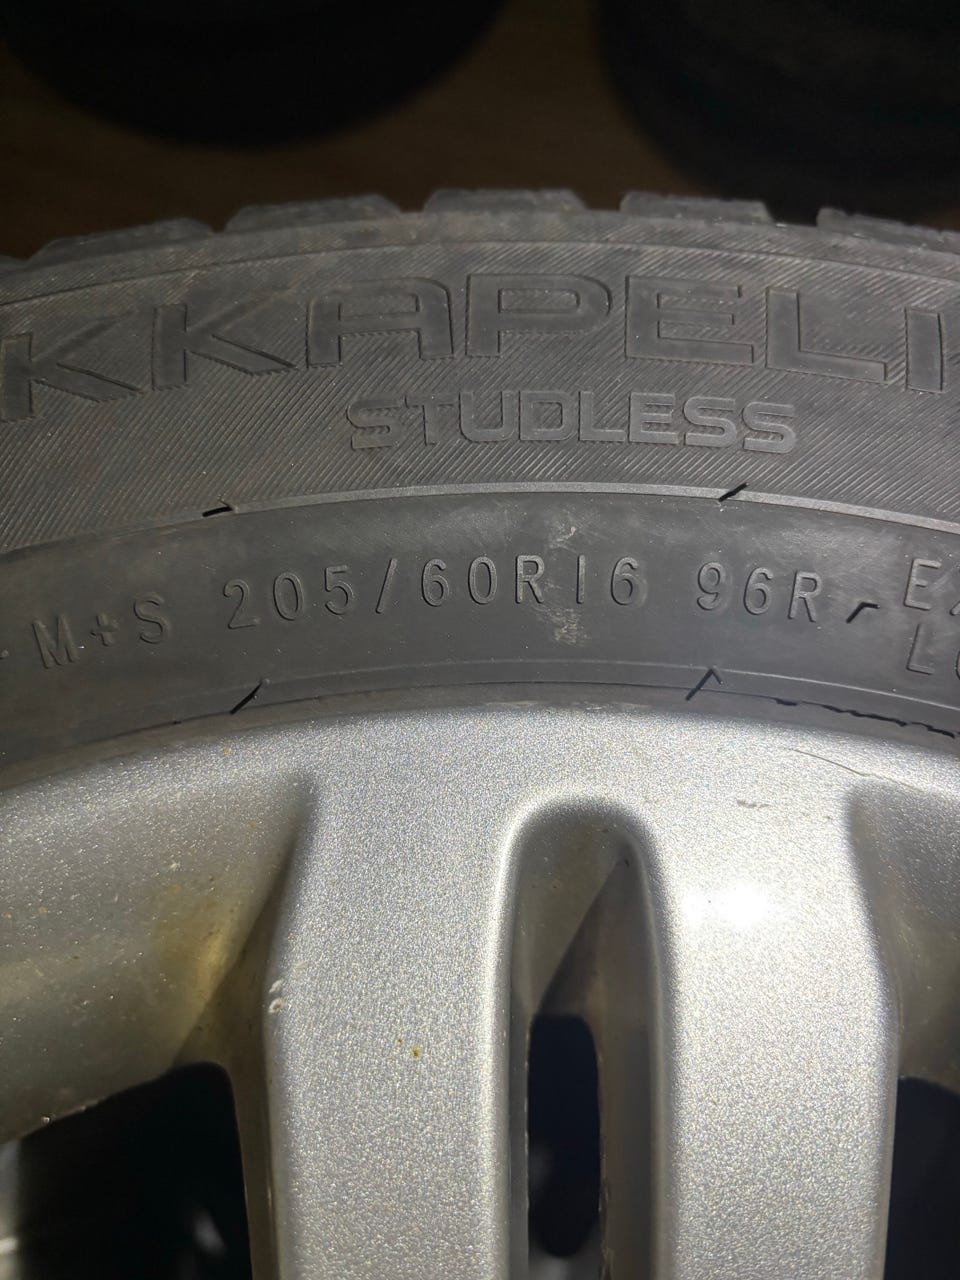 KKAPELI
STUDLESS
M+S 205/60R16 96R